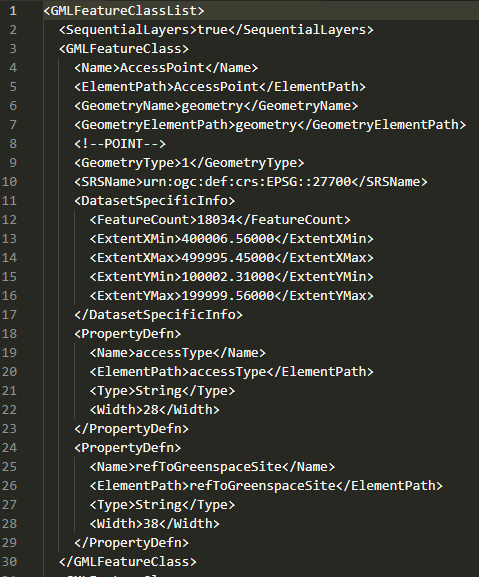 1 <GMLFeatureClassList>
2 <SequentialLayers>true</SequentialLayers>
3 <GMLFeatureClass>
4 <Name>AccessPoint</Name>
5 <ElementPath>AccessPoint</ElementPath>
6 <GeometryName>geometry</GeometryName>
7 <GeometryElementPath>geometry</GeometryElementPath>
8 <!--POINT-->
9 <GeometryType>1</GeometryType>
10 <SRSName>urn:ogc:def:crs:EPSG::27700</SRSName>
11 <DatasetSpecificInfo>
12 <FeatureCount>18034</FeatureCount>
13 <ExtentXMin>400006.56000</ExtentXMin>
14 <ExtentXMax>499995.45000</ExtentXMax>
15 <ExtentYMin>100002.31000</ExtentYMin>
16 <ExtentYMax>199999.56000</ExtentYMax>
17 </DatasetSpecificInfo>
18 <PropertyDefn>
19 <Name>accessType</Name>
20 <ElementPath>accessType</ElementPath>
21 <Type>String</Type>
22 <Width>28</Width>
23 </PropertyDefn>
24 <PropertyDefn>
25 <Name>refToGreenspaceSite</Name>
26 <ElementPath>refToGreenspaceSite</ElementPath>
27 <Type>String</Type>
28 <Width>38</Width>
29 </PropertyDefn>
30 </GMLFeatureClass>